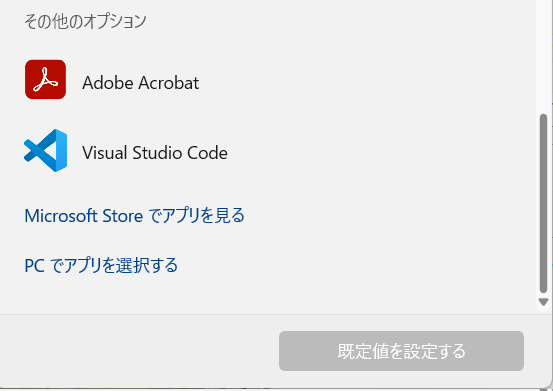 その他のオプション
Adobe Acrobat
Visual Studio Code
Microsoft Store でアプリを見る
PC でアプリを選択する
既定値を設定する